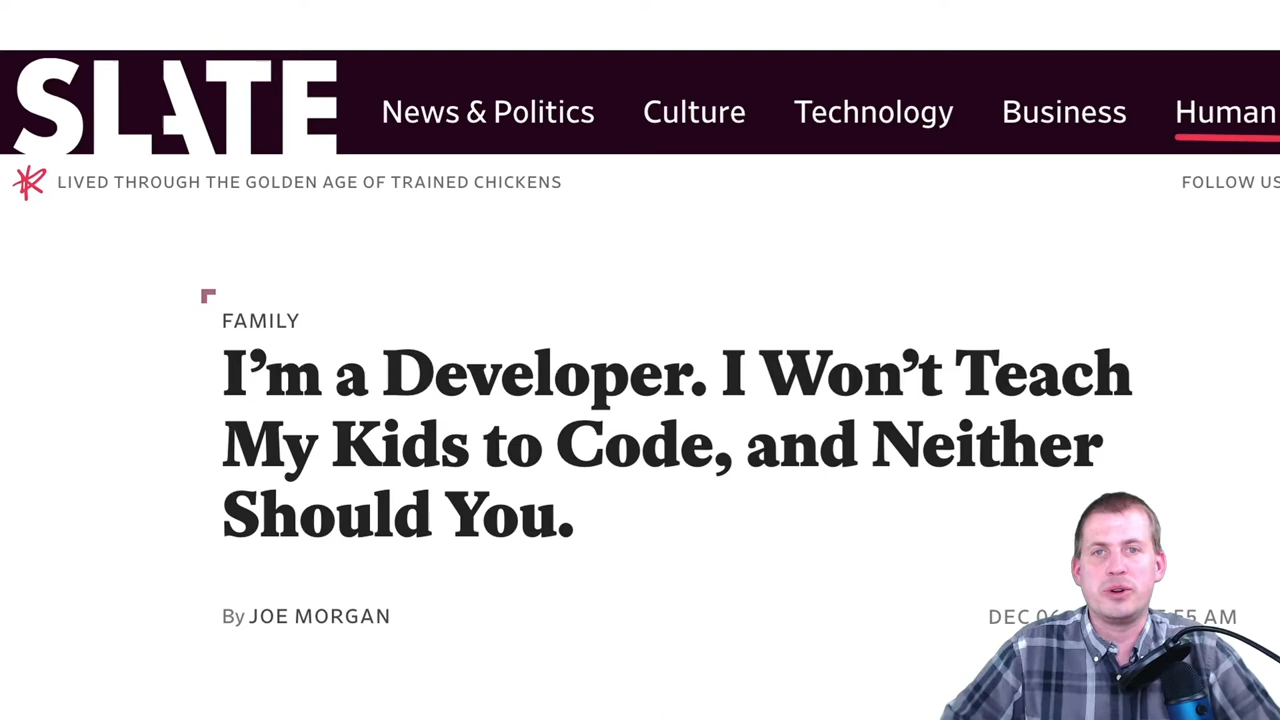 SLATE News & Politics Culture Technology Business Human
LIVED THROUGH THE GOLDEN AGE OF TRAINED CHICKENS FOLLOW US
FAMILY
I’m a Developer. I Won’t Teach
My Kids to Code, and Neither
Should You.
By JOE MORGAN DEC 06 AM